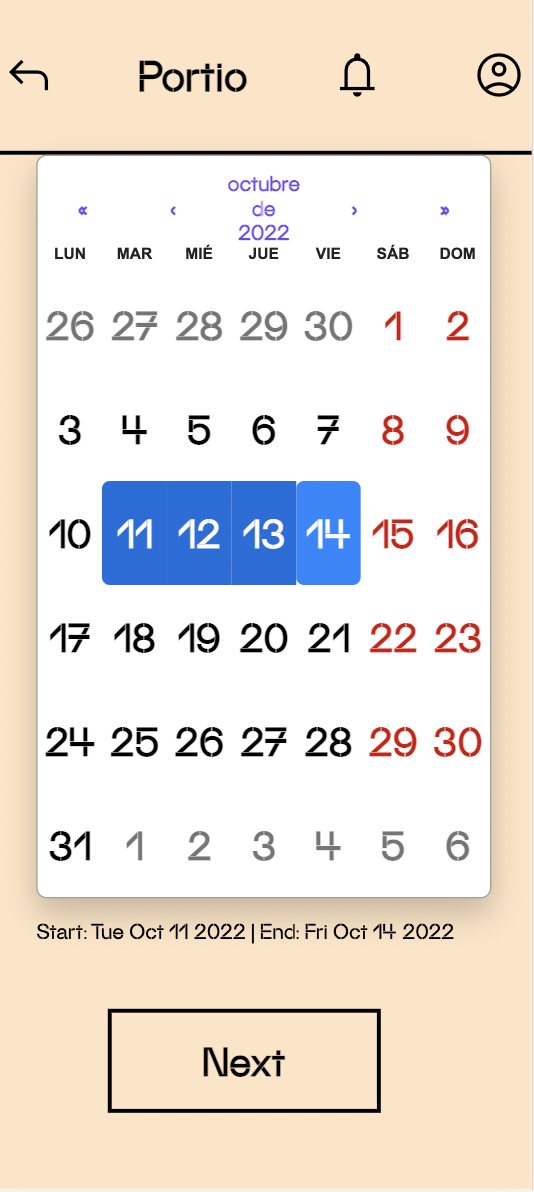 Portio
octubre
de
« ‹ › »
2022
LUN MAR MIÉ JUE VIE SÁB DOM
26 27 28 29 30 1 2
3 4 5 6 7 8 9
10 11 12 13 14 15 16
17 18 19 20 21 22 23
24 25 26 27 28 29 30
31 1 2 3 4 5 6
Start: Tue Oct 11 2022 | End: Fri Oct 14 2022
Next